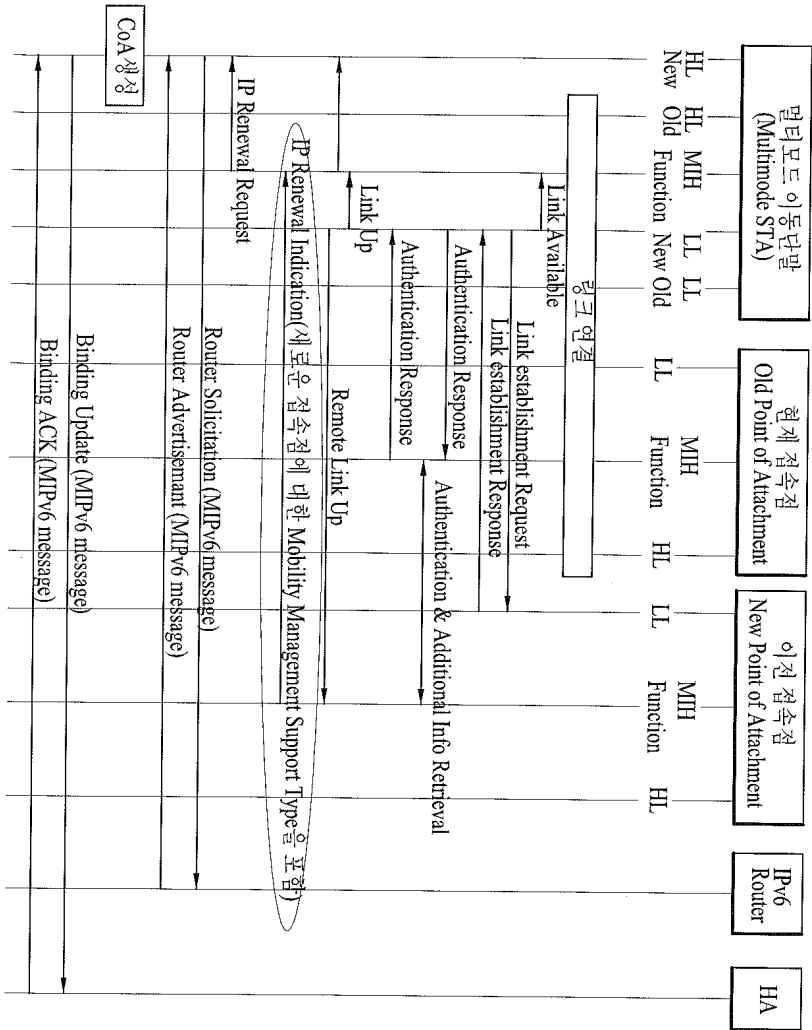 멀티모드 이동단말
(Multimode STA)
현재 접속점
Old Point of Attachment
이전 접속점
New Point of Attachment
IPv6
Router
HA
HL
New
HL
Old
MIH
Function
LL
New
LL
Old
LL
MIH
Function
HL
LL
MIH
Function
HL
링크 연결
Link Available
Link establishment Request
Link establishment Response
Authentication Response
Authentication & Additional Info Retrieval
Authentication Response
Link Up
Remote Link Up
IP Renewal Indication(새로운 접속점에 대한 Mobility Management Support Type을 포함)
IP Renewal Request
Router Solicitation (MIPv6 message)
Router Advertisemant (MIPv6 message)
CoA생성
Binding Update (MIPv6 message)
Binding ACK (MIPv6 message)